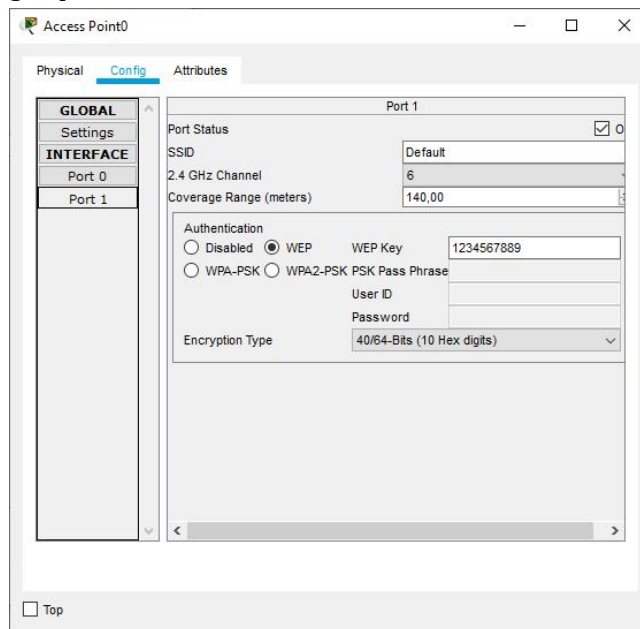 Access Point0
Physical Config Attributes
GLOBAL
Settings
INTERFACE
Port 0
Port 1
Port 1
Port Status
SSID Default
2.4 GHz Channel 6
Coverage Range (meters) 140,00
Authentication
Disabled WEP WEP Key 1234567889
WPA-PSK WPA2-PSK PSK Pass Phrase
User ID
Password
Encryption Type 40/64-Bits (10 Hex digits)
Top